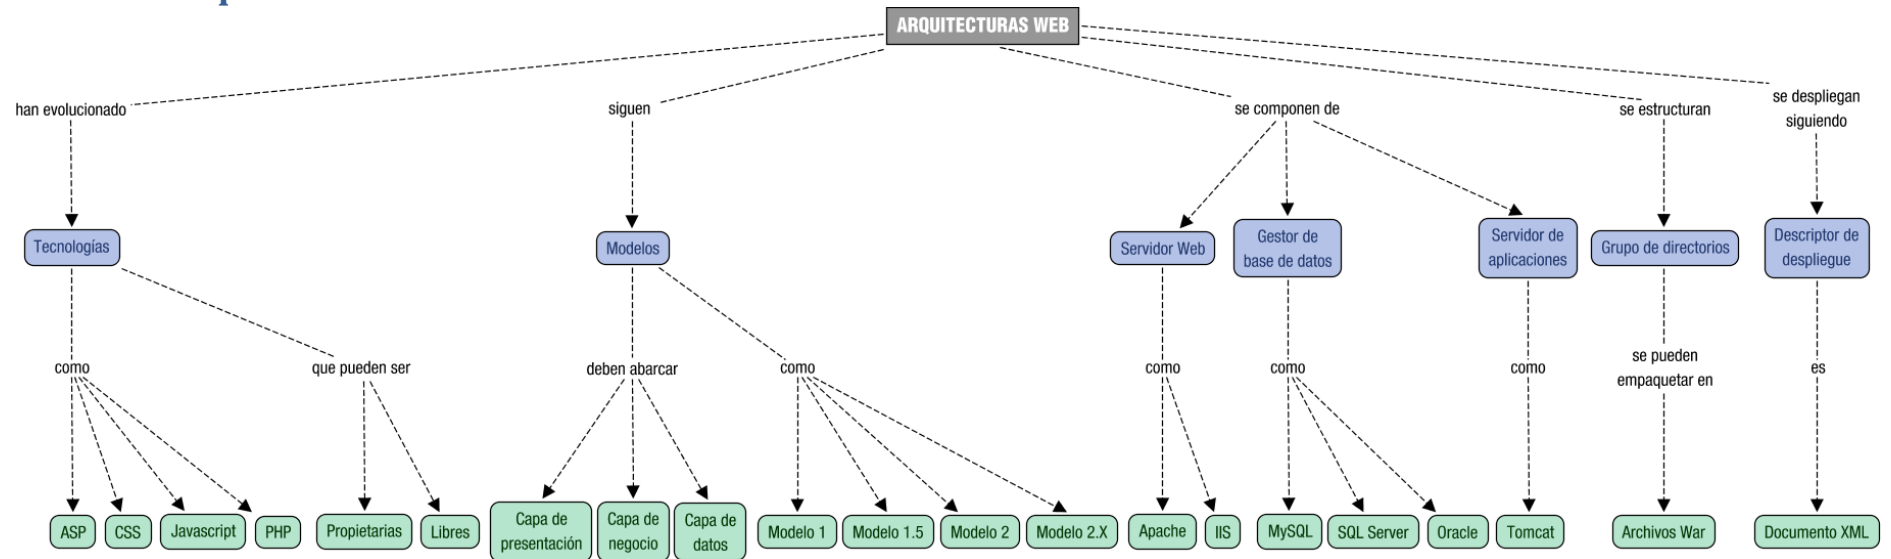 ARQUITECTURAS WEB
han evolucionado
siguen
se componen de
se estructuran
se despliegan
siguiendo
Tecnologías
Modelos
Servidor Web
Gestor de
base de datos
Servidor de
aplicaciones
Grupo de directorios
Descriptor de
despliegue
como
que pueden ser
deben abarcar
como
como
como
como
se pueden
empaquetar en
es
ASP
CSS
Javascript
PHP
Propietarias
Libres
Capa de
presentación
Capa de
negocio
Capa de
datos
Modelo 1
Modelo 1.5
Modelo 2
Modelo 2.X
Apache
IIS
MySQL
SQL Server
Oracle
Tomcat
Archivos War
Documento XML